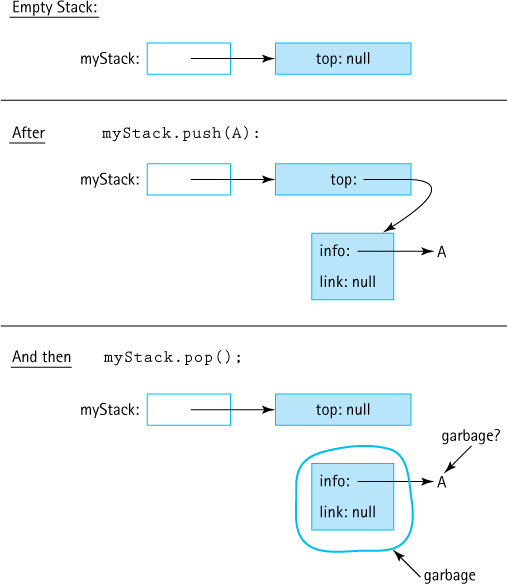 Empty Stack:
myStack: top: null
After myStack.push(A):
myStack: top:
info: A
link: null
And then myStack.pop();
myStack: top: null
garbage?
info: A
link: null
garbage